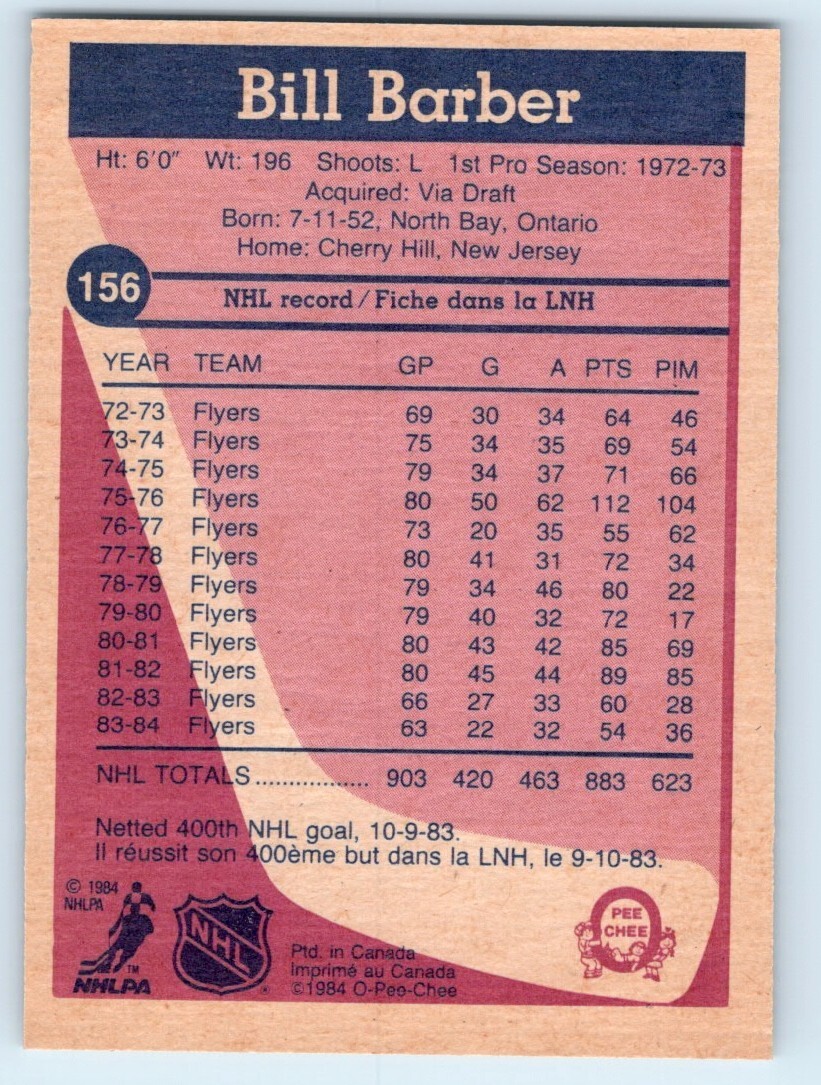 Bill Barber
Ht: 6'0" Wt: 196 Shoots: L 1st Pro Season: 1972-73
Acquired: Via Draft
Born: 7-11-52, North Bay, Ontario
Home: Cherry Hill, New Jersey
156
NHL record/Fiche dans la LNH
YEAR TEAM GP G A PTS PIM
72-73 Flyers 69 30 34 64 46
73-74 Flyers 75 34 35 69 54
74-75 Flyers 79 34 37 71 66
75-76 Flyers 80 50 62 112 104
76-77 Flyers 73 20 35 55 62
77-78 Flyers 80 41 31 72 34
78-79 Flyers 79 34 46 80 22
79-80 Flyers 79 40 32 72 17
80-81 Flyers 80 43 42 85 69
81-82 Flyers 80 45 44 89 85
82-83 Flyers 66 27 33 60 28
83-84 Flyers 63 22 32 54 36
NHL TOTALS................. 903 420 463 883 623
Netted 400th NHL goal, 10-9-83.
Il réussit son 400ème but dans la LNH, le 9-10-83.
© 1984
NHLPA
TM
NHLPA
NHL
®
Ptd. in Canada
Imprimé au Canada
©1984 O-Pee-Chee
PEE
CHEE